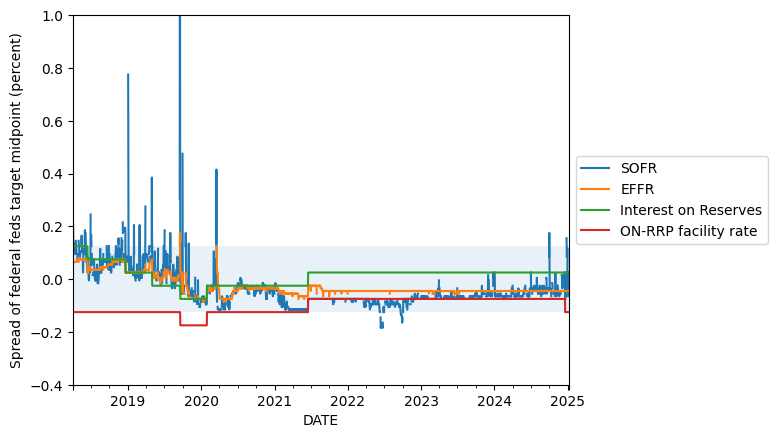 Spread of federal feds target midpoint (percent)
1.0
0.8
0.6
0.4
0.2
0.0
−0.2
−0.4
2019 2020 2021 2022 2023 2024 2025
DATE
SOFR
EFFR
Interest on Reserves
ON-RRP facility rate